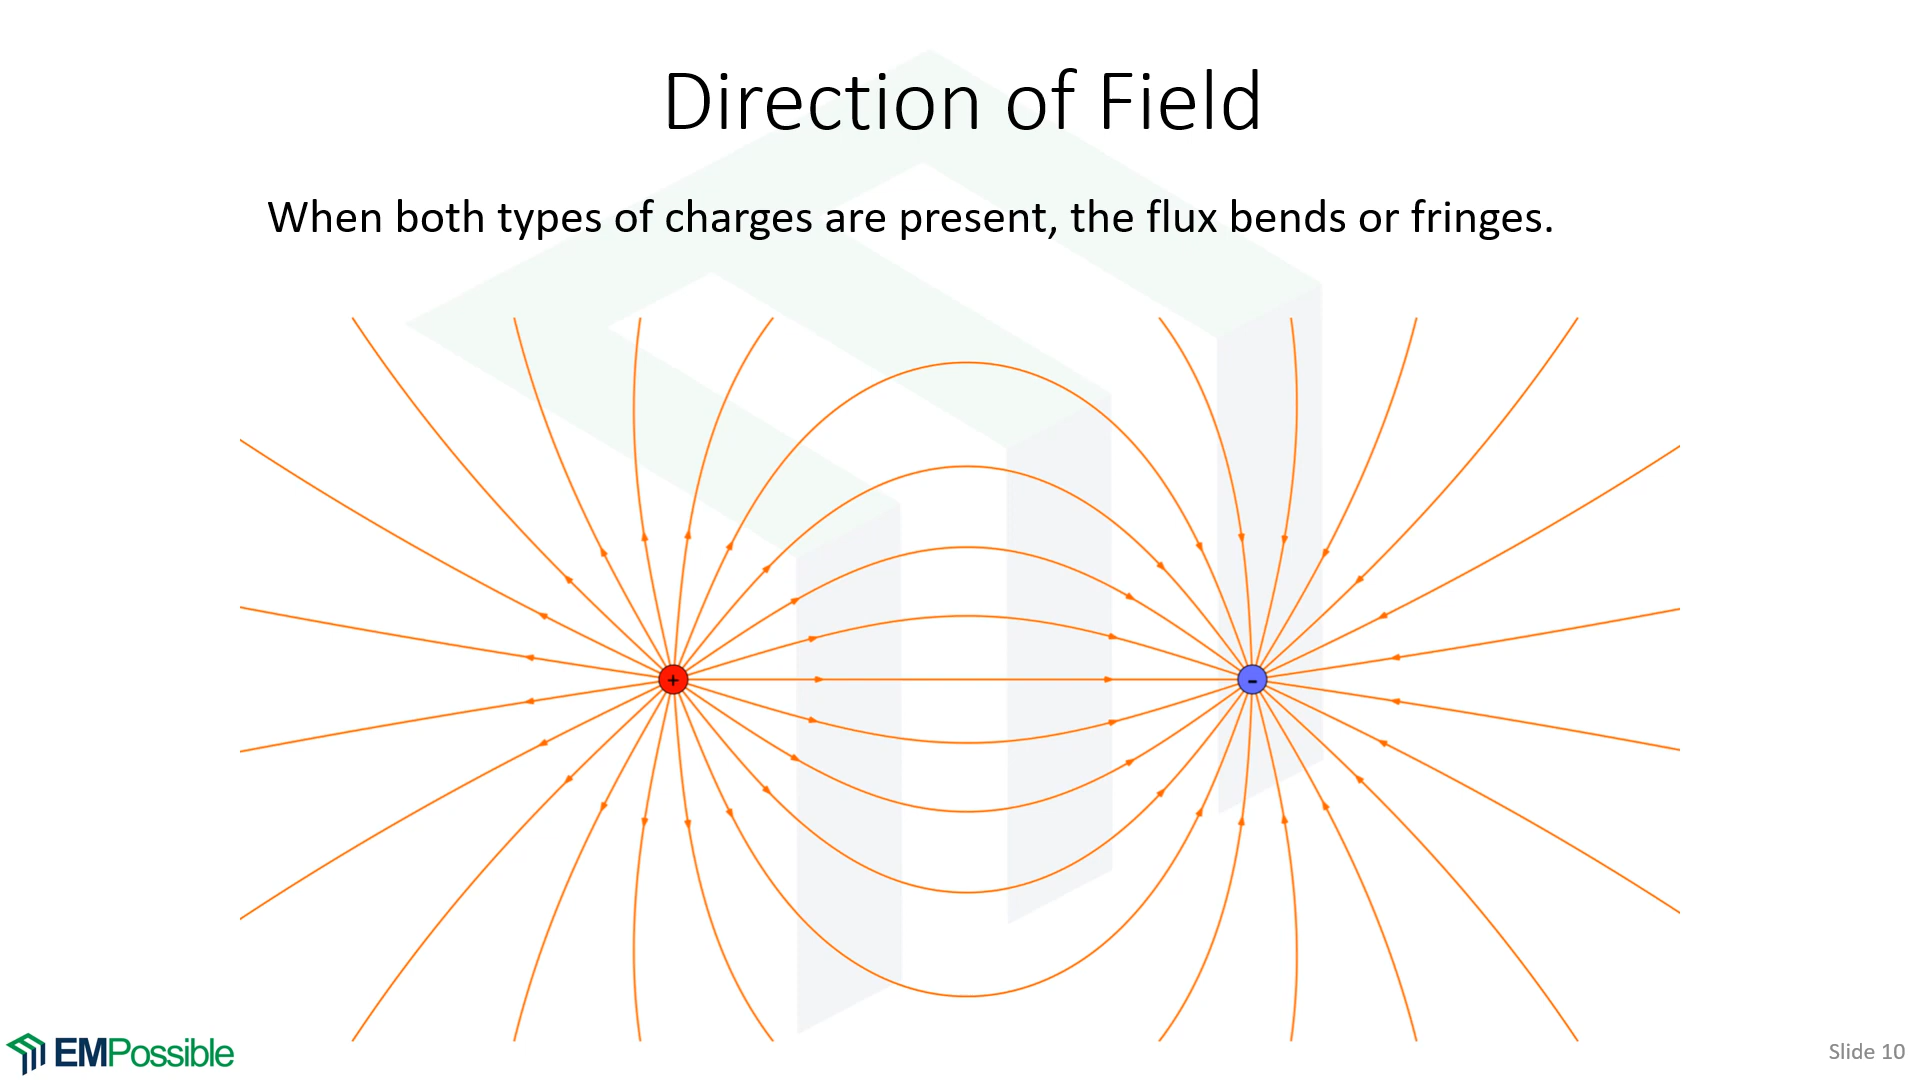 Direction of Field
When both types of charges are present, the flux bends or fringes.
+
-
EMPossible
Slide 10